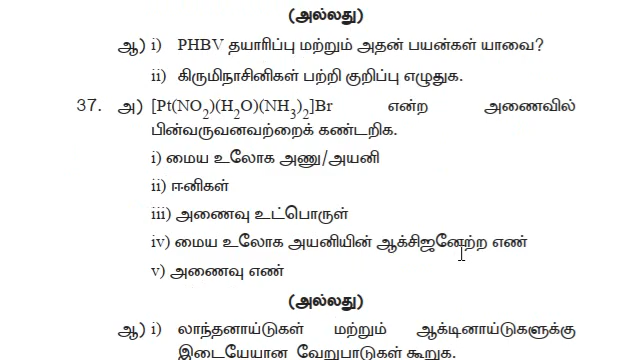 (அல்லது)
ஆ) i) PHBV தயாரிப்பு மற்றும் அதன் பயன்கள் யாவை?
ii) கிருமிநாசினிகள் பற்றி குறிப்பு எழுதுக.
37. அ) [Pt(NO₂)(H₂O)(NH₃)₂]Br என்ற அணைவில்
பின்வருவனவற்றைக் கண்டறிக.
i) மைய உலோக அணு/அயனி
ii) ஈனிகள்
iii) அணைவு உட்பொருள்
iv) மைய உலோக அயனியின் ஆக்சிஜனேற்ற எண்
v) அணைவு எண்
(அல்லது)
ஆ) i) லாந்தனாய்டுகள் மற்றும் ஆக்டினாய்டுகளுக்கு
இடையேயான வேறுபாடுகள் கூறுக.